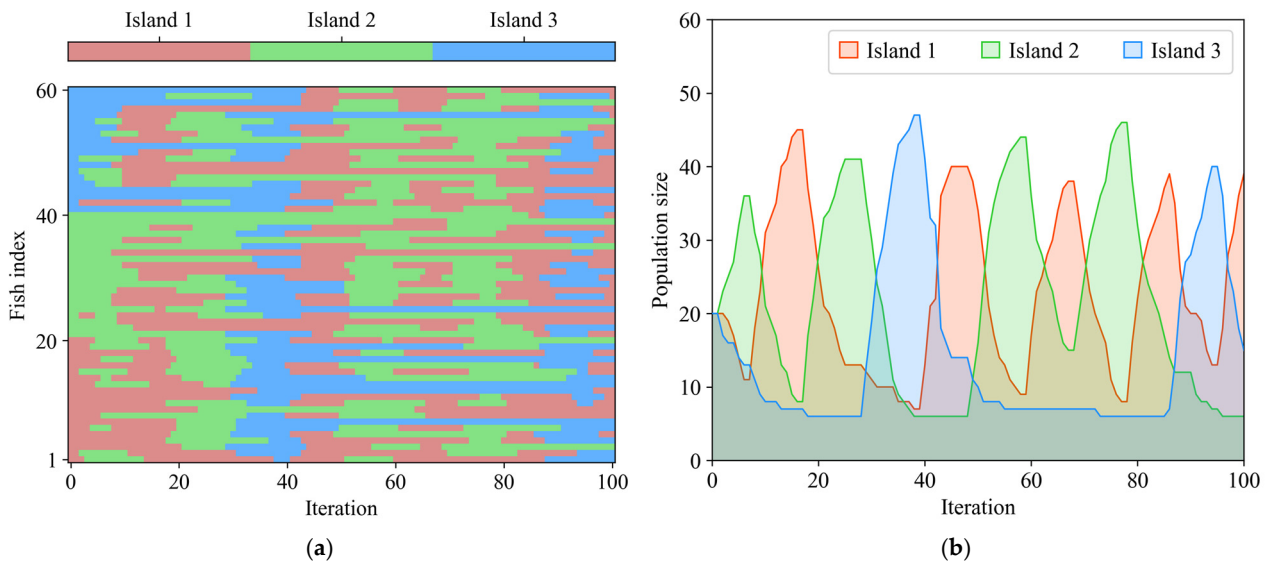 Island 1 Island 2 Island 3
60
40
20
1
Fish index
0 20 40 60 80 100
Iteration
(a)
60
50
40
30
20
10
0
Population size
Island 1 Island 2 Island 3
0 20 40 60 80 100
Iteration
(b)